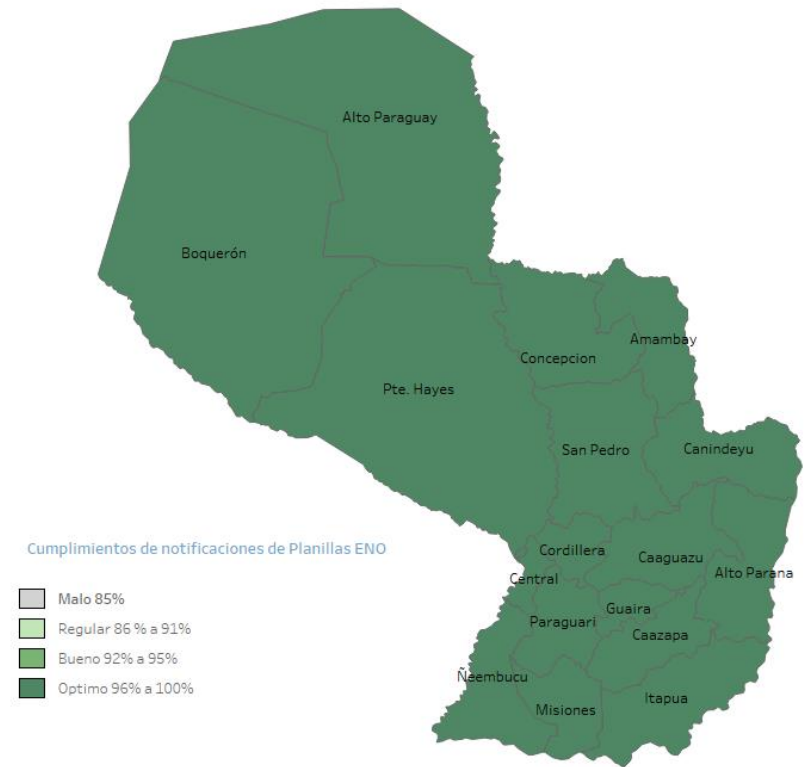 Alto Paraguay
Boquerón
Amambay
Concepcion
Pte. Hayes
San Pedro
Canindeyu
Cumplimientos de notificaciones de Planillas ENO
Cordillera
Caaguazu
Alto Parana
Central
Malo 85%
Guaira
Paraguari
Regular 86 % a 91%
Caazapa
Bueno 92% a 95%
Ñeembucu
Optimo 96% a 100%
Itapua
Misiones